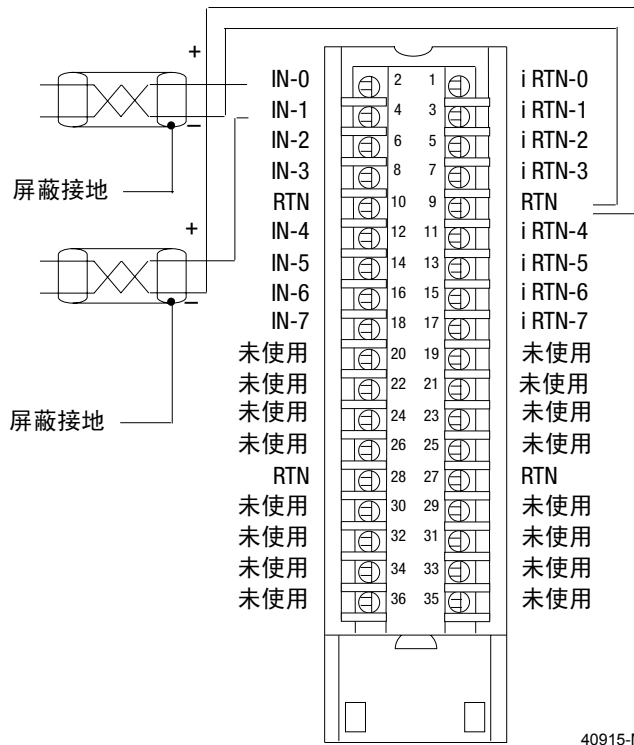 +
IN-0 2 1 i RTN-0
IN-1 4 3 i RTN-1
–
IN-2 6 5 i RTN-2
IN-3 8 7 i RTN-3
屏蔽接地
RTN 10 9 RTN
+
IN-4 12 11 i RTN-4
IN-5 14 13 i RTN-5
IN-6 16 15 i RTN-6
–
IN-7 18 17 i RTN-7
未使用 20 19 未使用
未使用 22 21 未使用
未使用 24 23 未使用
屏蔽接地
未使用 26 25 未使用
RTN 28 27 RTN
未使用 30 29 未使用
未使用 32 31 未使用
未使用 34 33 未使用
未使用 36 35 未使用